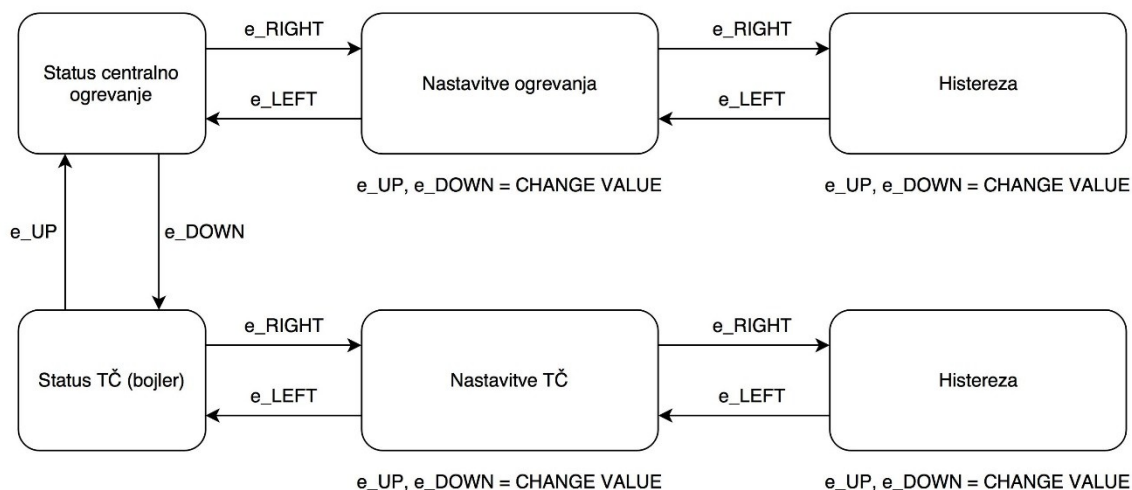 e_RIGHT
e_RIGHT
Status centralno
ogrevanje
Nastavitve ogrevanja
Histereza
e_LEFT
e_LEFT
e_UP, e_DOWN = CHANGE VALUE
e_UP, e_DOWN = CHANGE VALUE
e_UP
e_DOWN
e_RIGHT
e_RIGHT
Status TČ (bojler)
Nastavitve TČ
Histereza
e_LEFT
e_LEFT
e_UP, e_DOWN = CHANGE VALUE
e_UP, e_DOWN = CHANGE VALUE